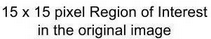 15 x 15 pixel Region of Interest
in the original image